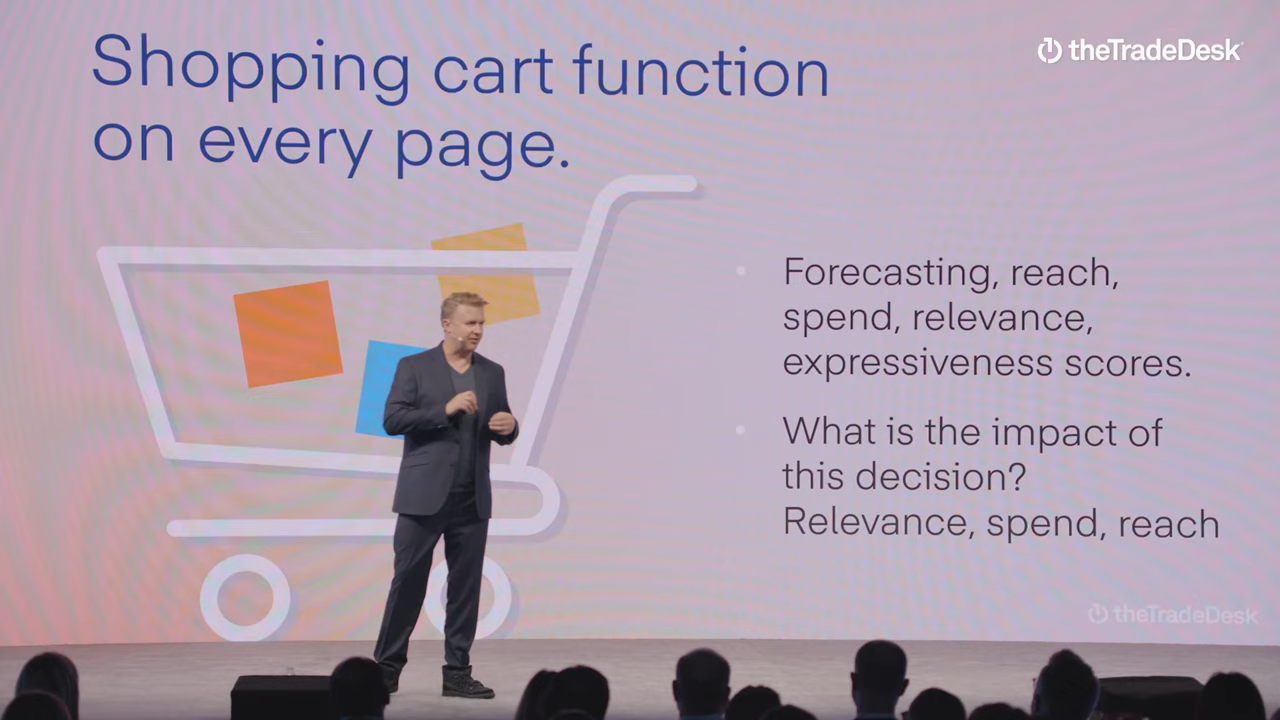 Shopping cart function
on every page.
theTradeDesk
Forecasting, reach,
spend, relevance,
expressiveness scores.
What is the impact of
this decision?
Relevance, spend, reach
theTradeDesk